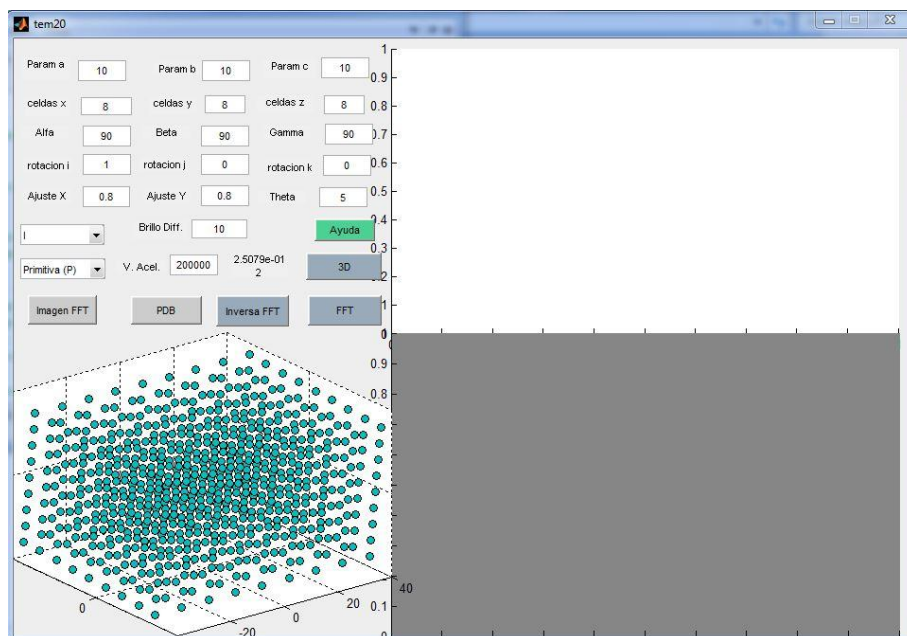 tem20
Param a 10 Param b 10 Param c 10
celdas x 8 celdas y 8 celdas z 8
Alfa 90 Beta 90 Gamma 90
rotacion i 1 rotacion j 0 rotacion k 0
Ajuste X 0.8 Ajuste Y 0.8 Theta 5
I Brillo Diff. 10 Ayuda
Primitiva (P) V. Acel. 200000 2.5079e-01
2 3D
Imagen FFT PDB Inversa FFT FFT
1
0.9
0.8
0.7
0.6
0.5
0.4
0.3
1
0.9
0.8
0.1
0
0 -20 0 20 40